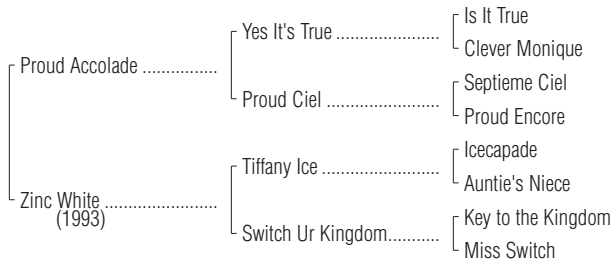 Is It True
Yes It's True ..................
Clever Monique
Proud Accolade .............
Septieme Ciel
Proud Ciel ....................
Proud Encore
Icecapade
Tiffany Ice ....................
Auntie's Niece
Zinc White ....................
(1993)
Key to the Kingdom
Switch Ur Kingdom.........
Miss Switch